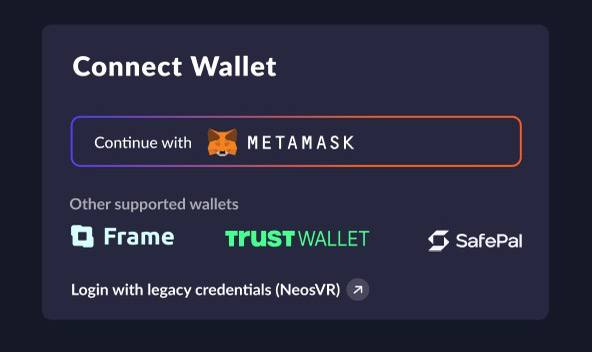 Connect Wallet
Continue with METAMASK
Other supported wallets
Frame TRUST WALLET SafePal
Login with legacy credentials (NeosVR)